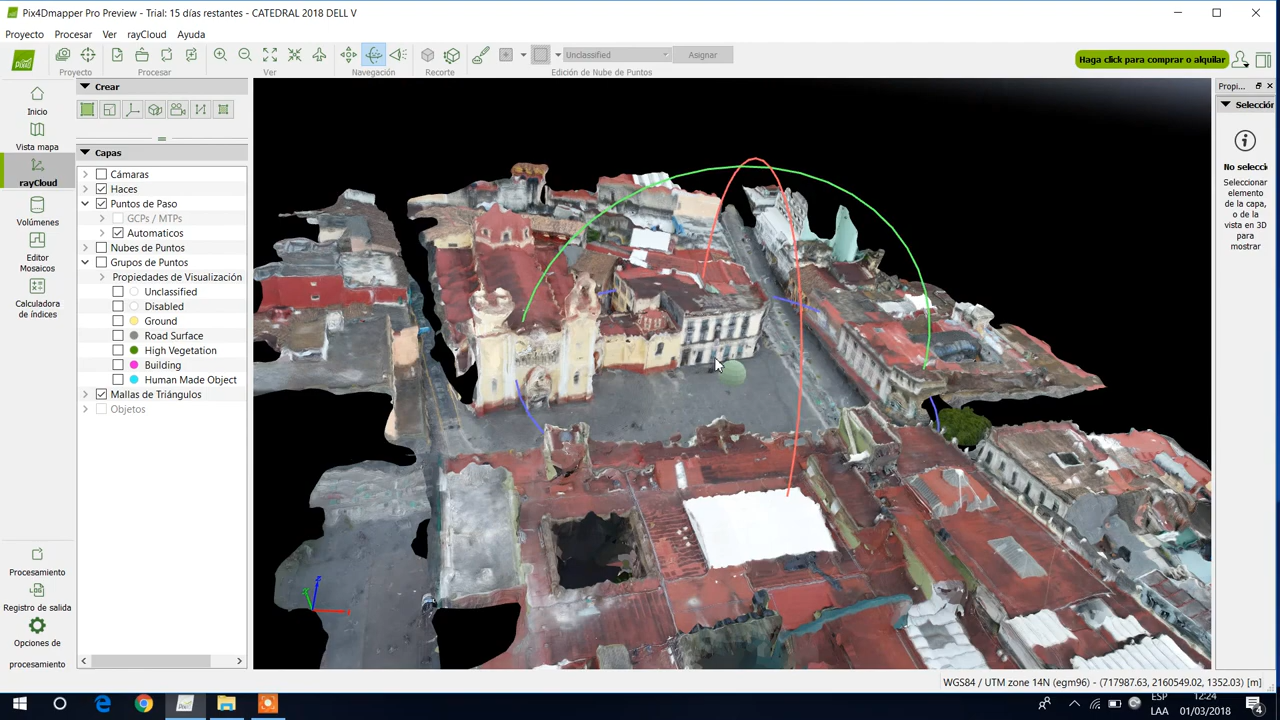 Pix4Dmapper Pro Preview - Trial: 15 días restantes - CATEDRAL 2018 DELL V
Proyecto Procesar Ver rayCloud Ayuda
Unclassified Asignar
Proyecto Procesar Ver Navegación Recorte Edición de Nube de Puntos
Haga click para comprar o alquilar
Inicio
Vista mapa
rayCloud
Volúmenes
Editor
Mosaicos
Calculadora
de índices
Procesamiento
Registro de salida
Opciones de
procesamiento
Crear
Capas
Cámaras
Haces
Puntos de Paso
GCPs / MTPs
Automaticos
Nubes de Puntos
Grupos de Puntos
Propiedades de Visualización
Unclassified
Disabled
Ground
Road Surface
High Vegetation
Building
Human Made Object
Mallas de Triángulos
Objetos
Propi...
Selección
No selecci
Seleccionar
elemento
de la capa,
o de la
vista en 3D
para
mostrar
WGS84 / UTM zone 14N (egm96) - (717987.63, 2160549.02, 1352.03) [m]
ESP
LAA
12:24
01/03/2018
4